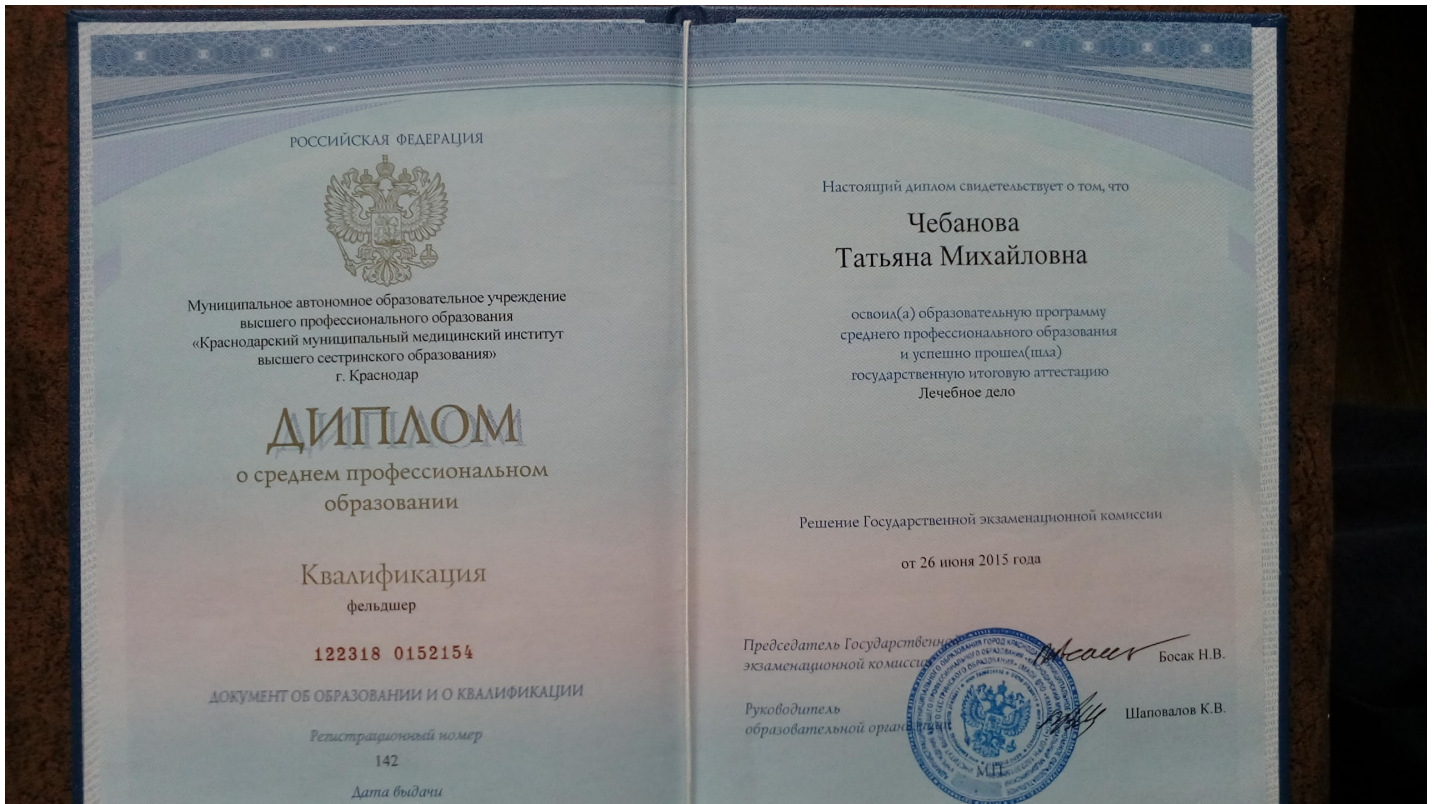 РОССИЙСКАЯ ФЕДЕРАЦИЯ
Муниципальное автономное образовательное учреждение
высшего профессионального образования
«Краснодарский муниципальный медицинский институт
высшего сестринского образования»
г. Краснодар
ДИПЛОМ
о среднем профессиональном
образовании
Квалификация
фельдшер
122318 0152154
ДОКУМЕНТ ОБ ОБРАЗОВАНИИ И О КВАЛИФИКАЦИИ
Регистрационный номер
142
Дата выдачи
Настоящий диплом свидетельствует о том, что
Чебанова
Татьяна Михайловна
освоил(а) образовательную программу
среднего профессионального образования
и успешно прошел(шла)
государственную итоговую аттестацию
Лечебное дело
Решение Государственной экзаменационной комиссии
от 26 июня 2015 года
Председатель Государственной
экзаменационной комиссии
Босак Н.В.
Руководитель
образовательной организации
Шаповалов К.В.
М.П.